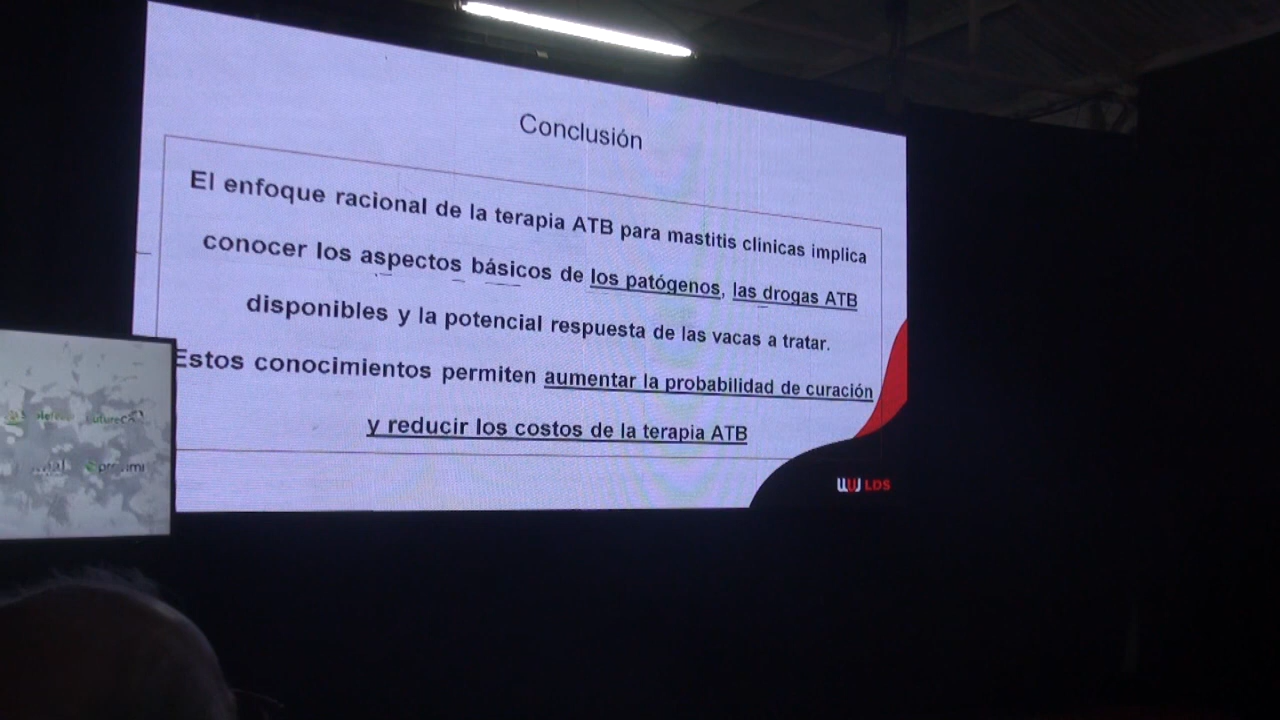 Conclusión
El enfoque racional de la terapia ATB para mastitis clinicas implica
conocer los aspectos básicos de los patógenos, las drogas ATB
disponibles y la potencial respuesta de las vacas a tratar.
Estos conocimientos permiten aumentar la probabilidad de curación
y reducir los costos de la terapia ATB
LDS